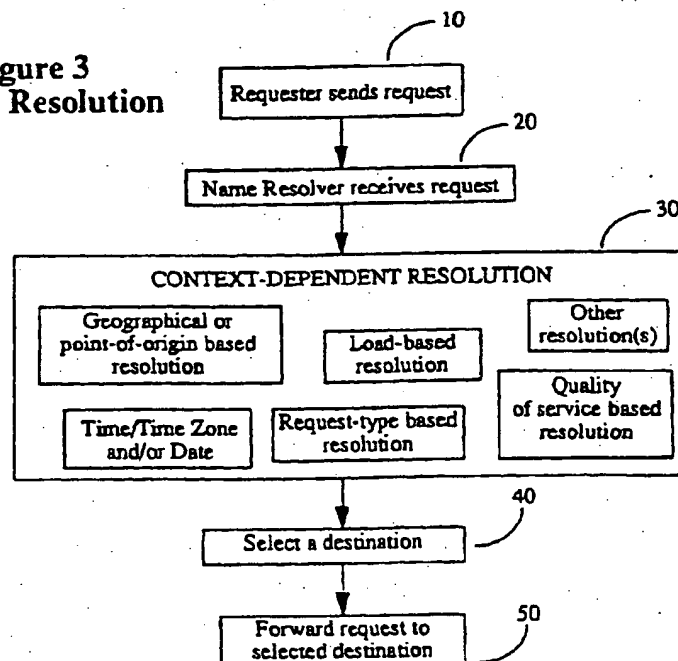 gure 3
Resolution
10
Requester sends request
20
Name Resolver receives request
30
CONTEXT-DEPENDENT RESOLUTION
Geographical or
point-of-origin based
resolution
Load-based
resolution
Other
resolution(s)
Time/Time Zone
and/or Date
Request-type based
resolution
Quality
of service based
resolution
40
Select a destination
50
Forward request to
selected destination